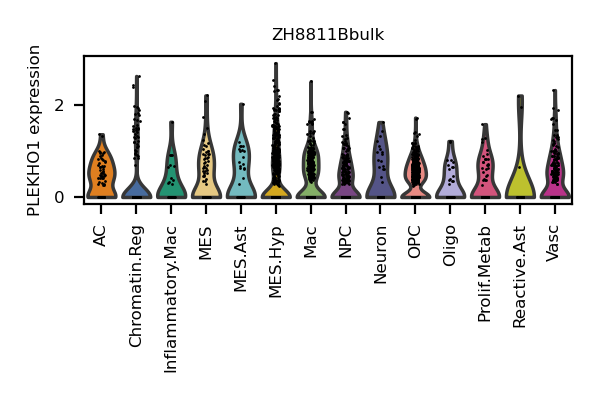 ZH8811Bbulk
PLEKHO1 expression
2
0
AC
Chromatin.Reg
Inflammatory.Mac
MES
MES.Ast
MES.Hyp
Mac
NPC
Neuron
OPC
Oligo
Prolif.Metab
Reactive.Ast
Vasc